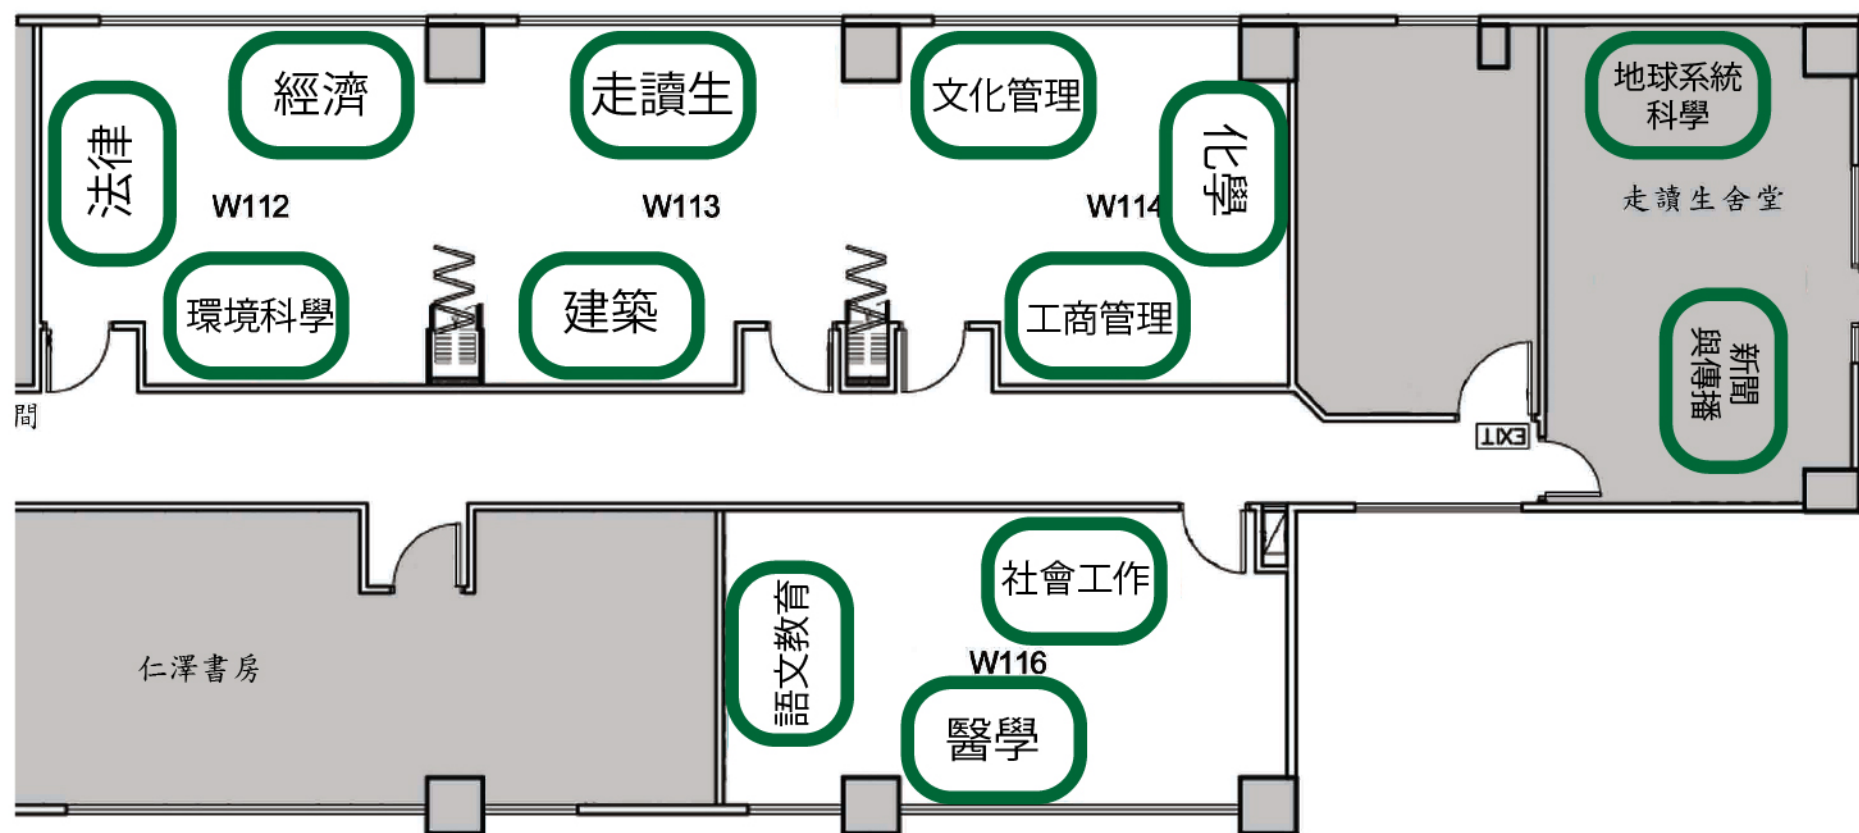 經濟
走讀生
文化管理
地球系統
科學
法律
化學
W112
W113
W114
走讀生舍堂
環境科學
建築
工商管理
新聞
與傳播
間
EXIT
社會工作
語文教育
仁澤書房
W116
醫學